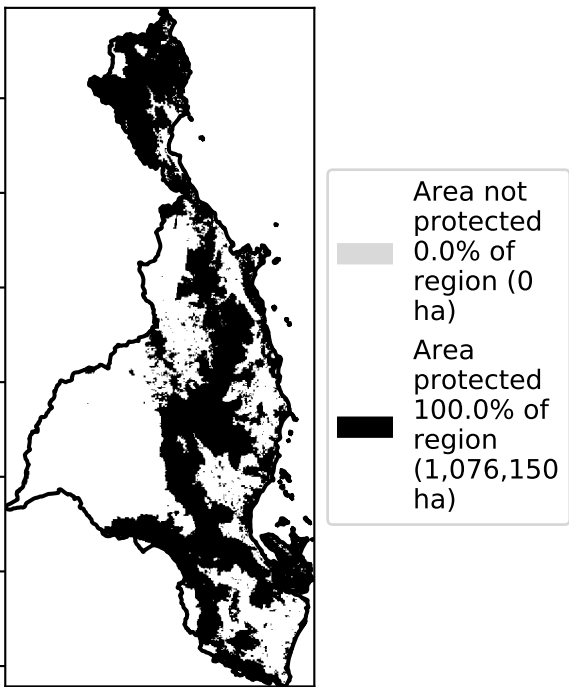 Area not
protected
0.0% of
region (0
ha)
Area
protected
100.0% of
region
(1,076,150
ha)